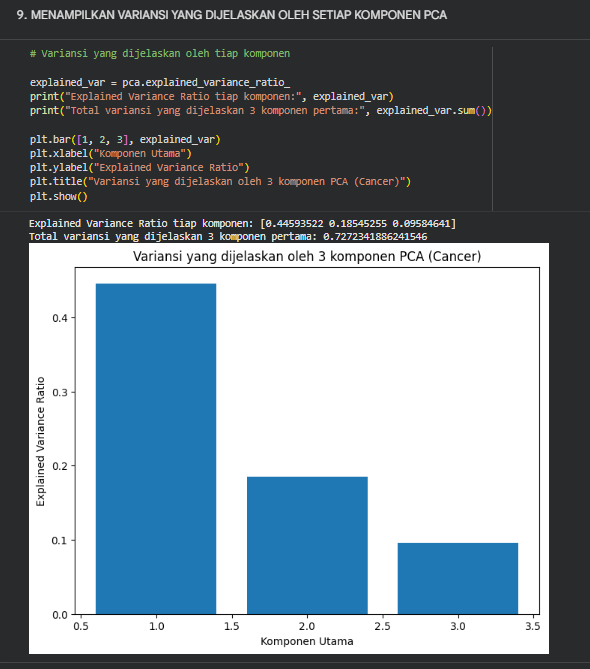 9. MENAMPILKAN VARIANSI YANG DIJELASKAN OLEH SETIAP KOMPONEN PCA
# Variansi yang dijelaskan oleh tiap komponen
explained_var = pca.explained_variance_ratio_
print("Explained Variance Ratio tiap komponen:", explained_var)
print("Total variansi yang dijelaskan 3 komponen pertama:", explained_var.sum())
plt.bar([1, 2, 3], explained_var)
plt.xlabel("Komponen Utama")
plt.ylabel("Explained Variance Ratio")
plt.title("Variansi yang dijelaskan oleh 3 komponen PCA (Cancer)")
plt.show()
Explained Variance Ratio tiap komponen: [0.44593522 0.18545255 0.09584641]
Total variansi yang dijelaskan 3 komponen pertama: 0.7272341886241546
Variansi yang dijelaskan oleh 3 komponen PCA (Cancer)
Explained Variance Ratio
0.4
0.3
0.2
0.1
0.0
0.5 1.0 1.5 2.0 2.5 3.0 3.5
Komponen Utama